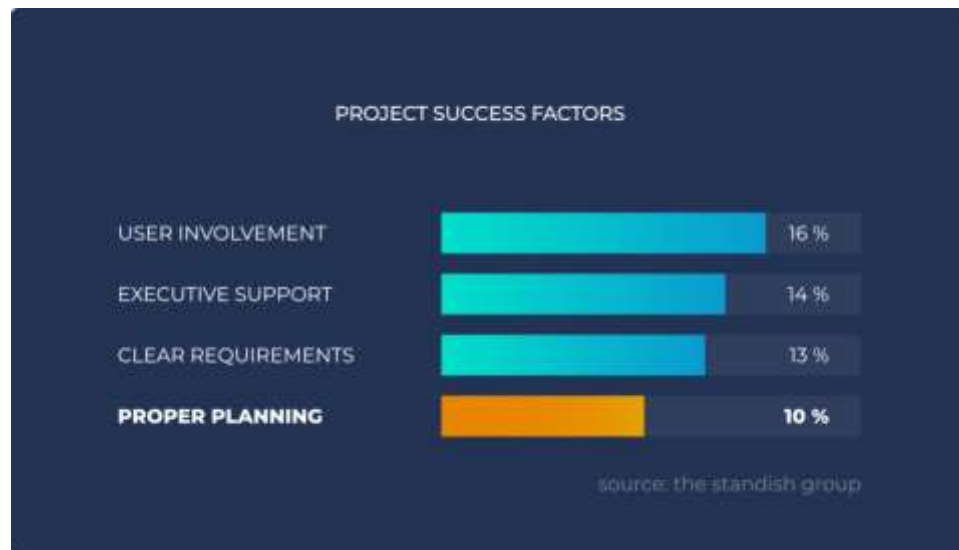 PROJECT SUCCESS FACTORS
USER INVOLVEMENT 16 %
EXECUTIVE SUPPORT 14 %
CLEAR REQUIREMENTS 13 %
PROPER PLANNING 10 %
source: the standish group